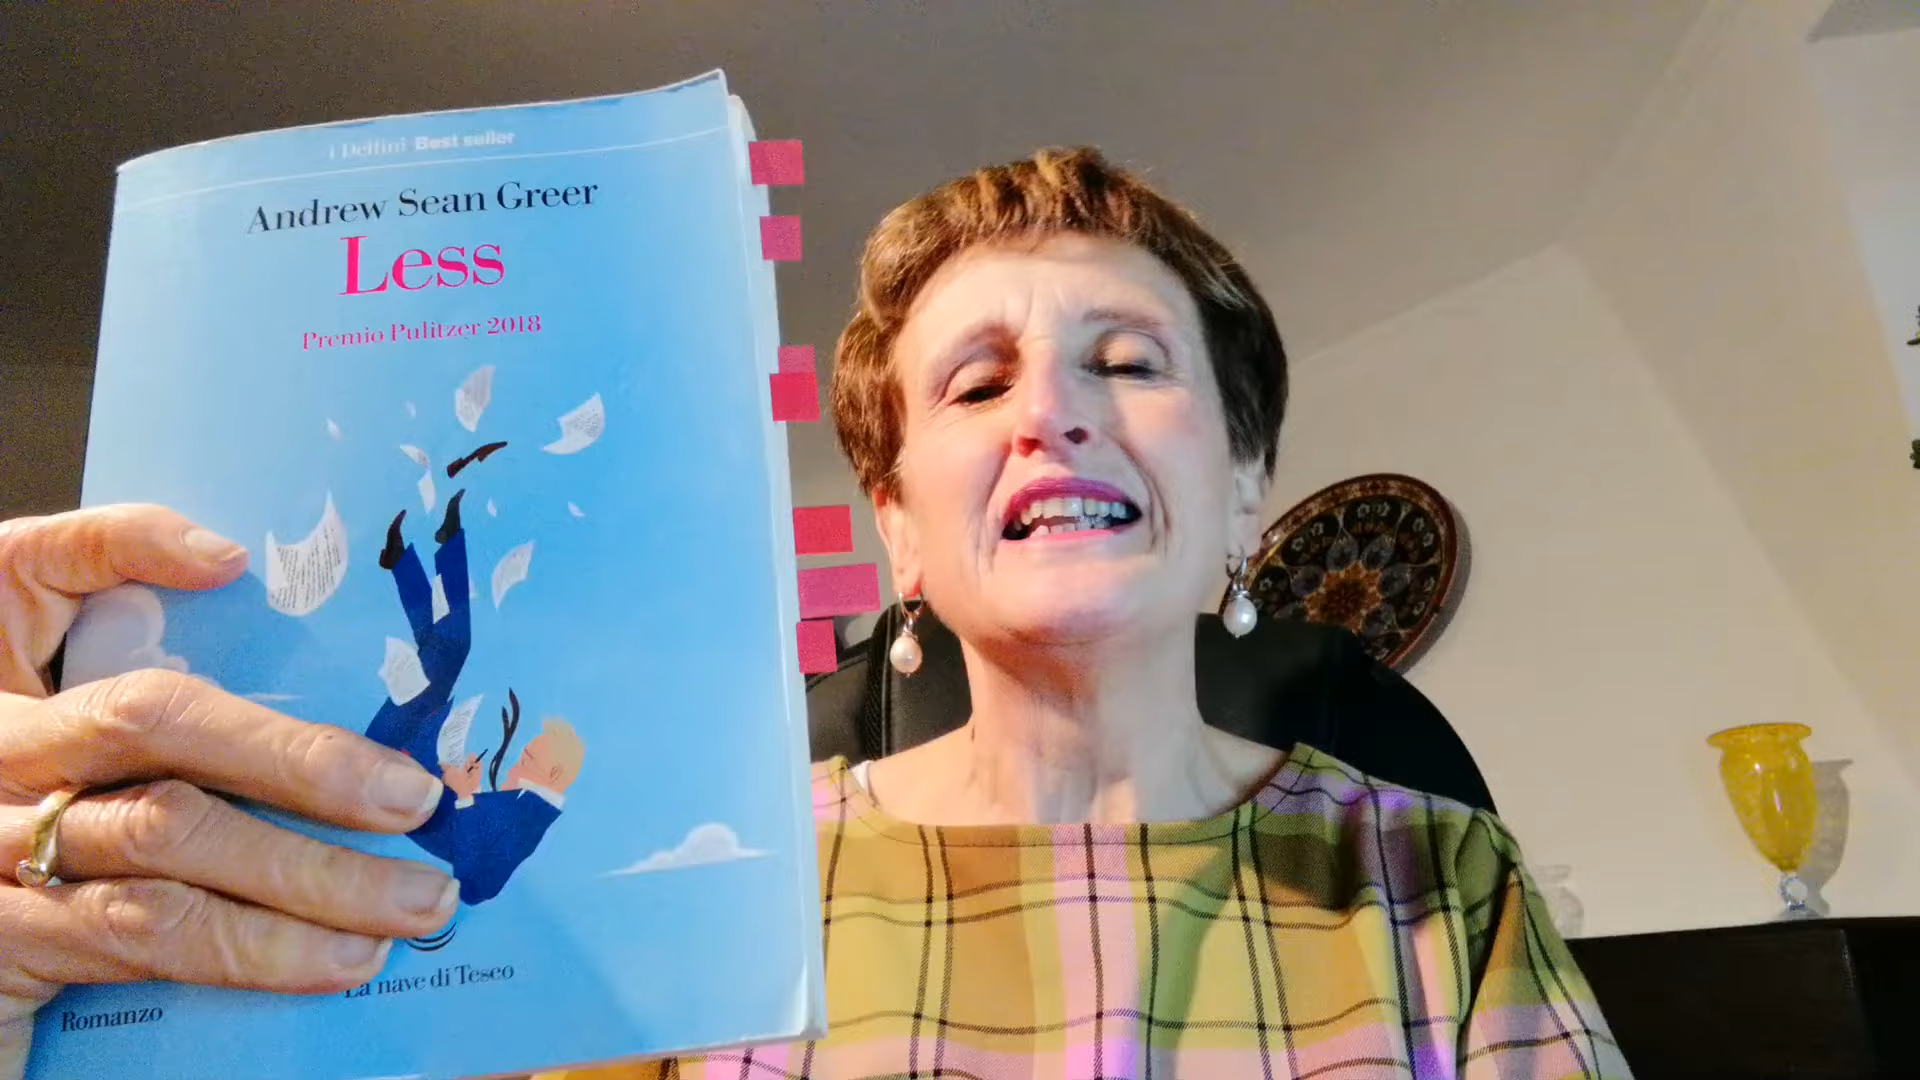 i Delfini Best seller
Andrew Sean Greer
Less
Premio Pulitzer 2018
La nave di Teseo
Romanzo